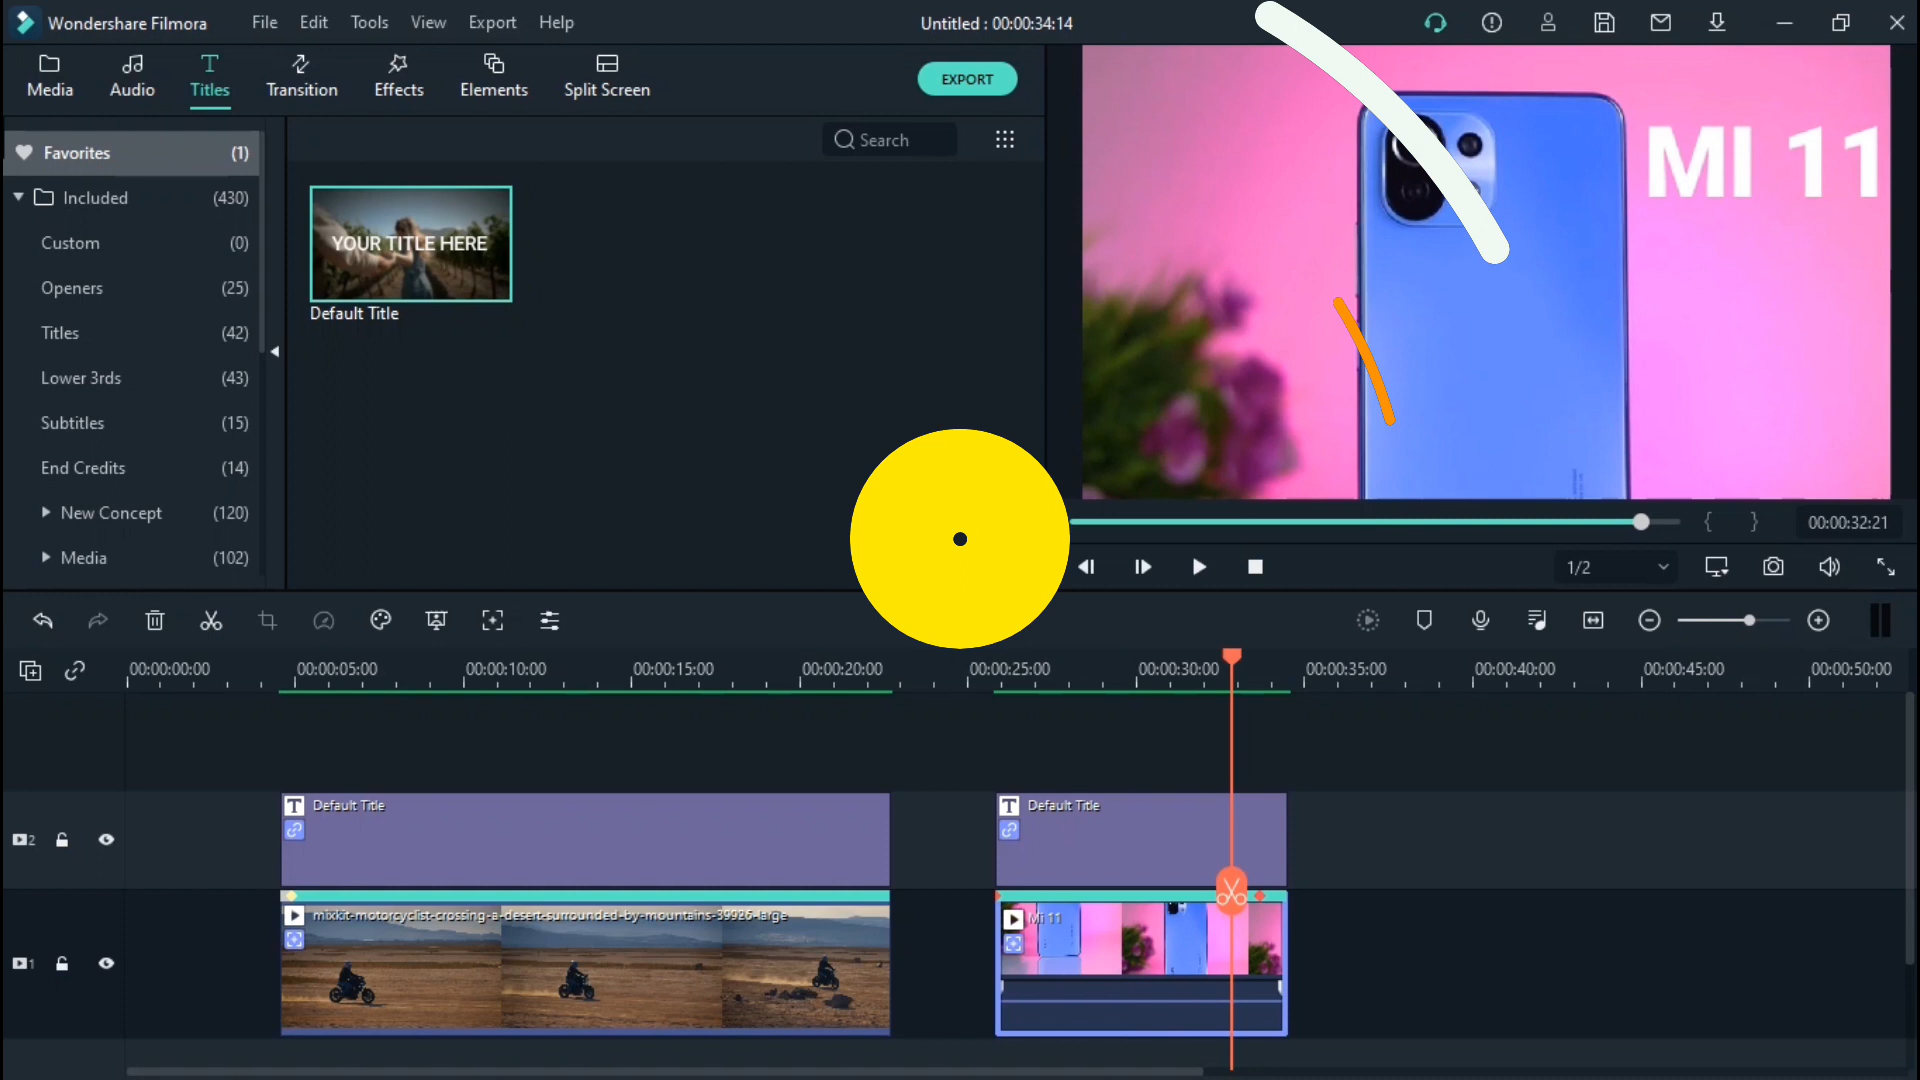 Wondershare Filmora File Edit Tools View Export Help Untitled : 00:00:34:14
Media Audio Titles Transition Effects Elements Split Screen EXPORT
Favorites (1)
Search
Included (430)
Custom (0)
Openers (25)
Titles (42)
Lower 3rds (43)
Subtitles (15)
End Credits (14)
New Concept (120)
Media (102)
YOUR TITLE HERE
Default Title
MI 11
{ } 00:00:32:21
1/2
00:00:00:00 00:00:05:00 00:00:10:00 00:00:15:00 00:00:20:00 00:00:25:00 00:00:30:00 00:00:35:00 00:00:40:00 00:00:45:00 00:00:50:00
2
T Default Title
T Default Title
1
mixkit-motorcyclist-crossing-a-desert-surrounded-by-mountains-39926-large
Mi 11